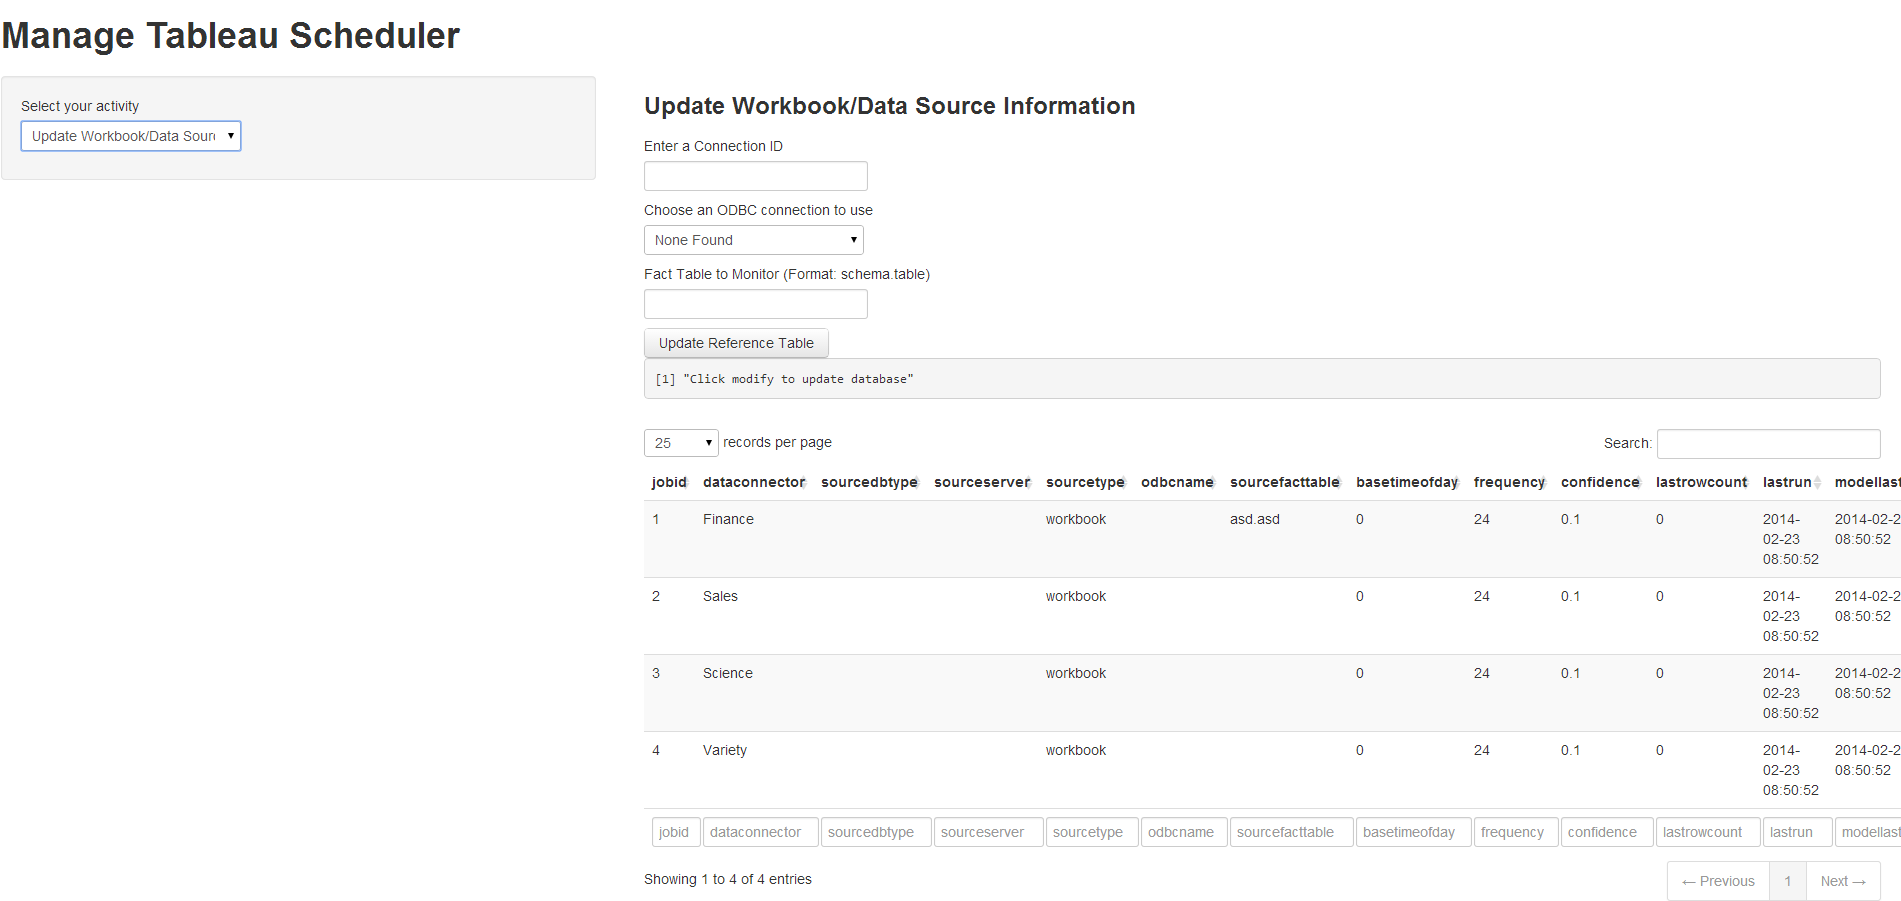 Manage Tableau Scheduler
Select your activity
Update Workbook/Data Sour
Update Workbook/Data Source Information
Enter a Connection ID
Choose an ODBC connection to use
None Found
Fact Table to Monitor (Format: schema.table)
Update Reference Table
[1] "Click modify to update database"
25 records per page Search:
jobid dataconnector sourcedbtype sourceserver sourcetype odbcname sourcefacttable basetimeofday frequency confidence lastrowcount lastrun modellast
1 Finance workbook asd.asd 0 24 0.1 0 2014- 2014-02-2
02-23 08:50:52
08:50:52
2 Sales workbook 0 24 0.1 0 2014- 2014-02-2
02-23 08:50:52
08:50:52
3 Science workbook 0 24 0.1 0 2014- 2014-02-2
02-23 08:50:52
08:50:52
4 Variety workbook 0 24 0.1 0 2014- 2014-02-2
02-23 08:50:52
08:50:52
jobid dataconnector sourcedbtype sourceserver sourcetype odbcname sourcefacttable basetimeofday frequency confidence lastrowcount lastrun modellast
Showing 1 to 4 of 4 entries ← Previous 1 Next →